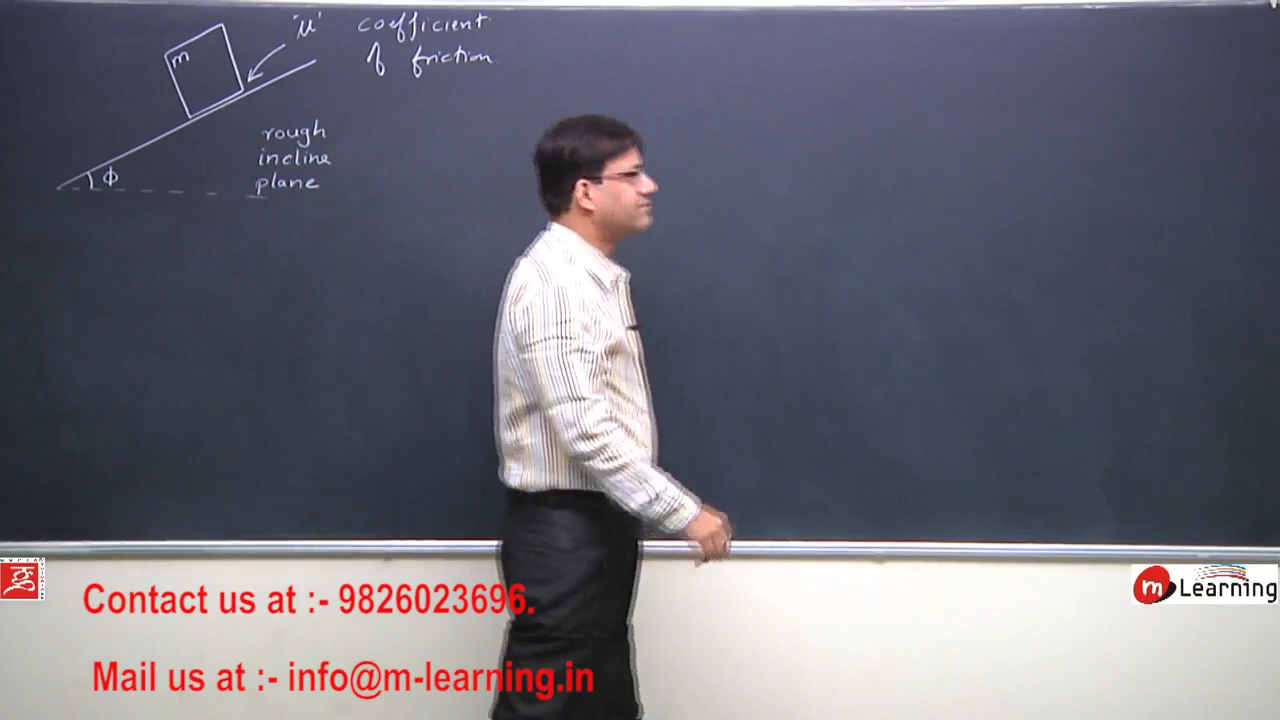 'μ' coefficient
of friction
m
rough
incline
plane
ϕ
Contact us at :- 9826023696.
Mail us at :- info@m-learning.in
m Learning